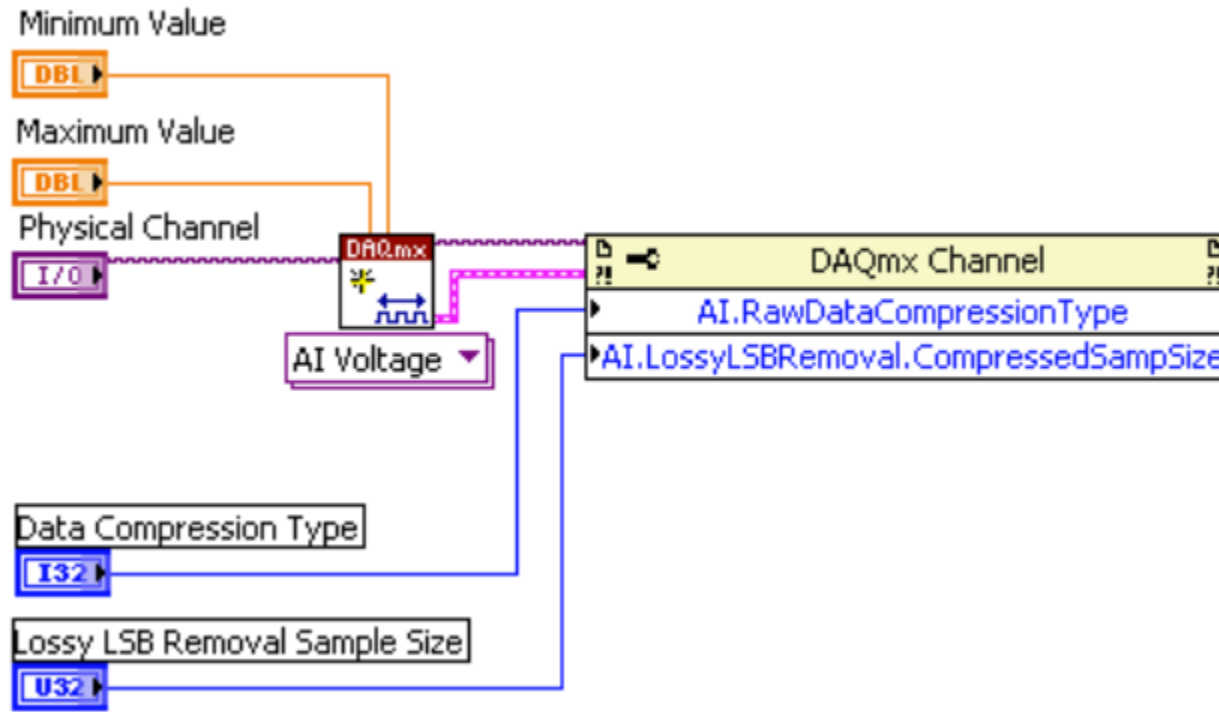 Minimum Value
DBL
Maximum Value
DBL
Physical Channel
I/O
DAQmx
AI Voltage
DAQmx Channel
AI.RawDataCompressionType
AI.LossyLSBRemoval.CompressedSampSize
Data Compression Type
I32
Lossy LSB Removal Sample Size
U32